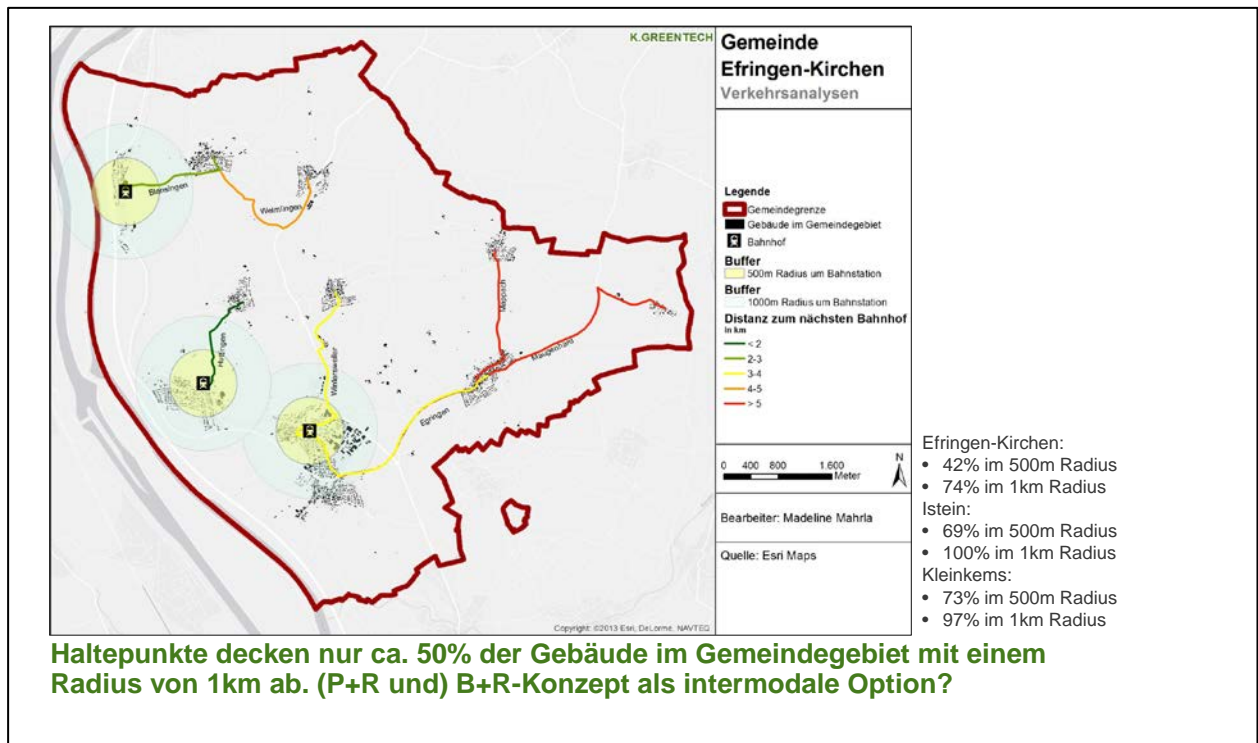 K.GREENTECH
Gemeinde
Efringen-Kirchen
Verkehrsanalysen
Blansingen
Welmlingen
Huttingen
Wintersweiler
Egringen
Mappach
Maugenhard
Legende
Gemeindegrenze
Gebäude im Gemeindegebiet
Bahnhof
Buffer
500m Radius um Bahnstation
Buffer
1000m Radius um Bahnstation
Distanz zum nächsten Bahnhof
in km
< 2
2-3
3-4
4-5
> 5
0 400 800 1.600
Meter
N
Bearbeiter: Madeline Mahrla
Quelle: Esri Maps
Copyright: ©2013 Esri, DeLorme, NAVTEQ
Efringen-Kirchen:
• 42% im 500m Radius
• 74% im 1km Radius
Istein:
• 69% im 500m Radius
• 100% im 1km Radius
Kleinkems:
• 73% im 500m Radius
• 97% im 1km Radius
Haltepunkte decken nur ca. 50% der Gebäude im Gemeindegebiet mit einem
Radius von 1km ab. (P+R und) B+R-Konzept als intermodale Option?